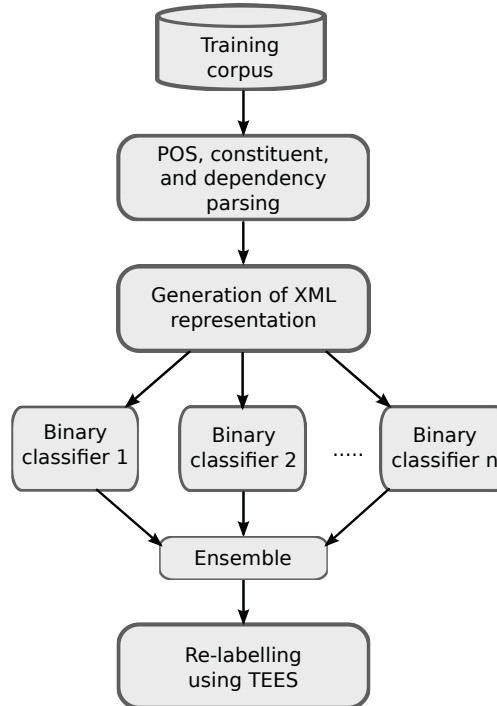 Training
corpus
POS, constituent,
and dependency
parsing
Generation of XML
representation
Binary
classifier 1
Binary
classifier 2
.....
Binary
classifier n
Ensemble
Re-labelling
using TEES